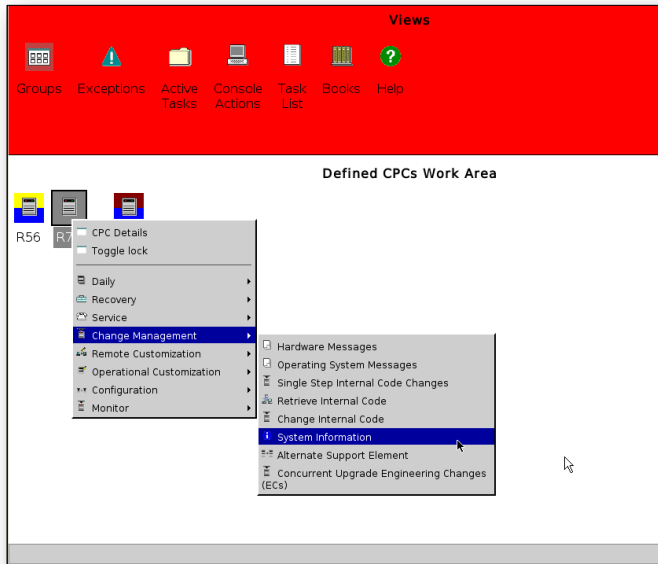 Views
Groups Exceptions Active Tasks Console Actions Task List Books Help
Defined CPCs Work Area
R56
CPC Details
Toggle lock
Daily
Recovery
Service
Change Management
Remote Customization
Operational Customization
Configuration
Monitor
Hardware Messages
Operating System Messages
Single Step Internal Code Changes
Retrieve Internal Code
Change Internal Code
System Information
Alternate Support Element
Concurrent Upgrade Engineering Changes
(ECs)